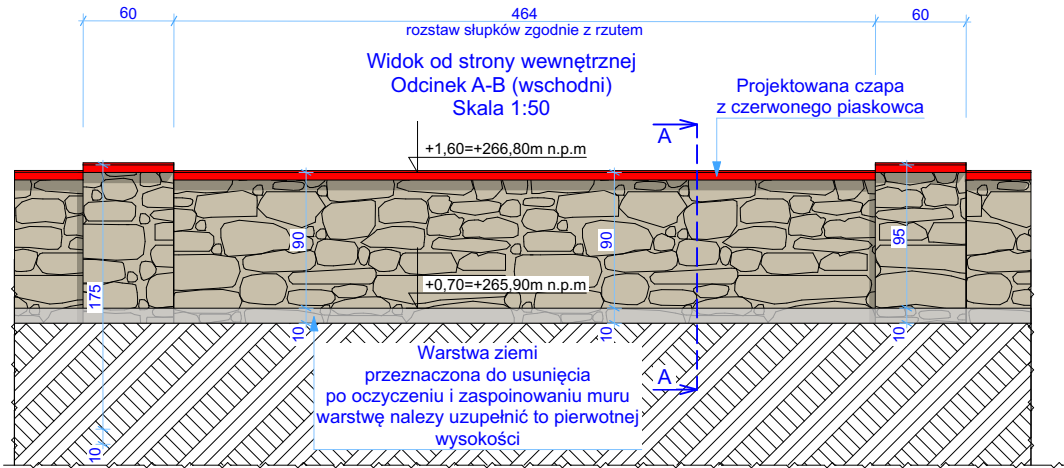 60
464
60
rozstaw słupków zgodnie z rzutem
Widok od strony wewnętrznej
Odcinek A-B (wschodni)
Skala 1:50
Projektowana czapa
z czerwonego piaskowca
A
+1,60=+266,80m n.p.m
90
90
95
175
+0,70=+265,90m n.p.m
10
10
10
Warstwa ziemi
przeznaczona do usunięcia
po oczyczeniu i zaspoinowaniu muru
warstwę nalezy uzupełnić to pierwotnej
wysokości
A
10